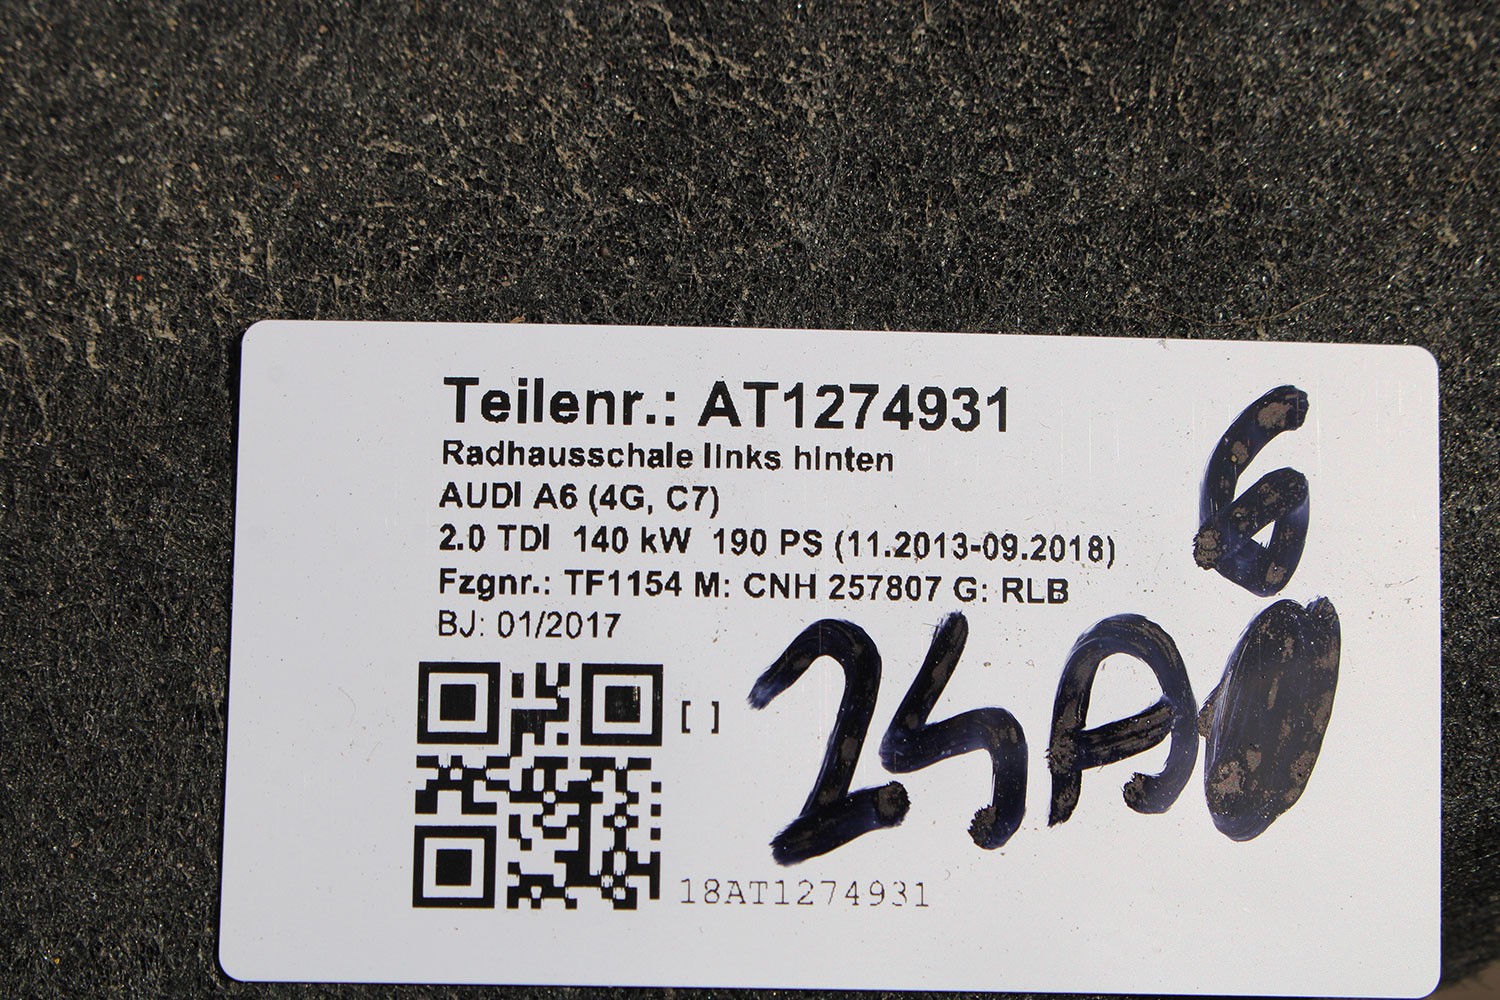 Teilenr.: AT1274931
Radhausschale links hinten
AUDI A6 (4G, C7)
2.0 TDI 140 kW 190 PS (11.2013-09.2018)
Fzgnr.: TF1154 M: CNH 257807 G: RLB
BJ: 01/2017
[ ]
6
25A
18AT1274931